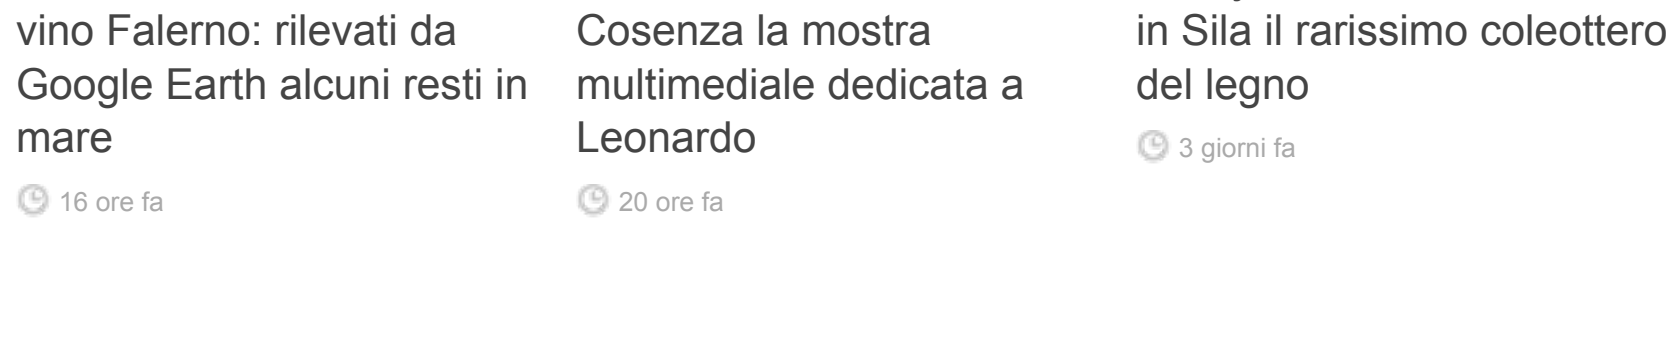 vino Falerno: rilevati da
Google Earth alcuni resti in
mare
16 ore fa
Cosenza la mostra
multimediale dedicata a
Leonardo
20 ore fa
in Sila il rarissimo coleottero
del legno
3 giorni fa